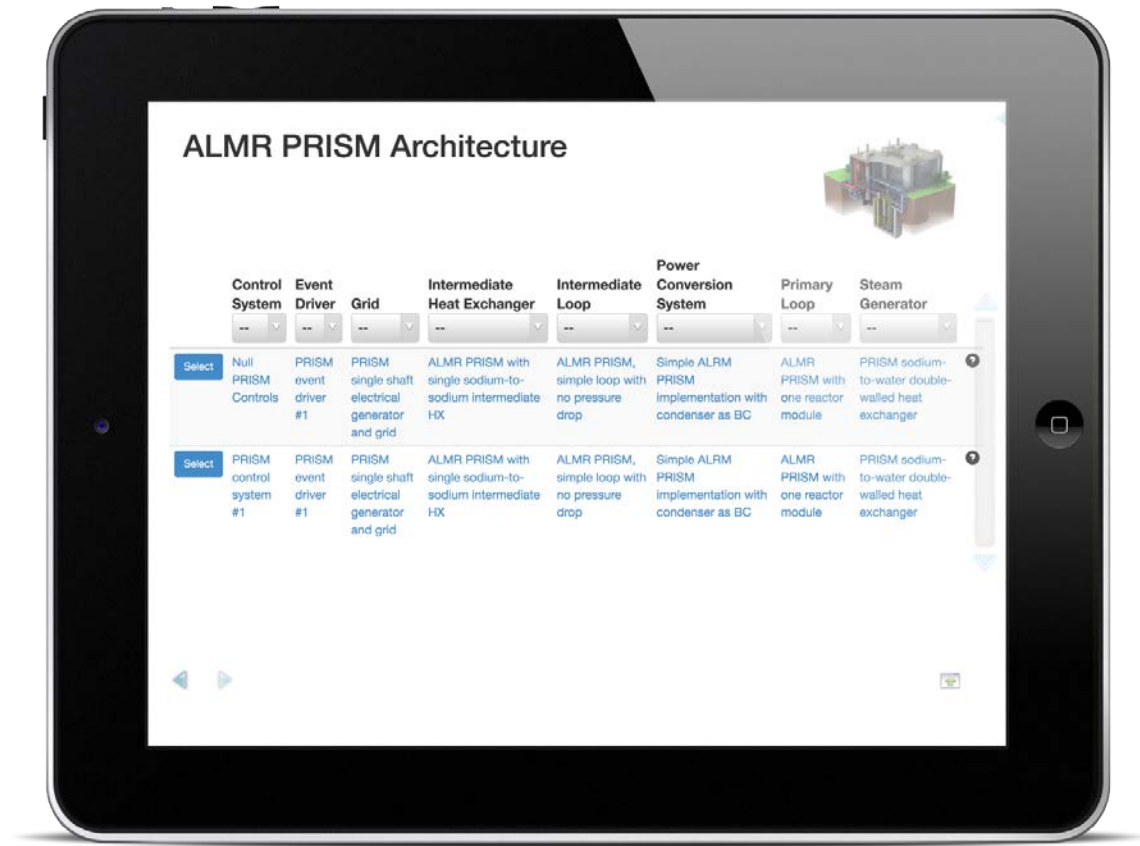 ALMR PRISM Architecture
Control System
Event Driver
Grid
Intermediate Heat Exchanger
Intermediate Loop
Power Conversion System
Primary Loop
Steam Generator
-- -- -- -- -- -- -- --
Select
Null PRISM Controls
PRISM event driver #1
PRISM single shaft electrical generator and grid
ALMR PRISM with single sodium-to-sodium intermediate HX
ALMR PRISM, simple loop with no pressure drop
Simple ALRM PRISM implementation with condenser as BC
ALMR PRISM with one reactor module
PRISM sodium-to-water double-walled heat exchanger
?
Select
PRISM control system #1
PRISM event driver #1
PRISM single shaft electrical generator and grid
ALMR PRISM with single sodium-to-sodium intermediate HX
ALMR PRISM, simple loop with no pressure drop
Simple ALRM PRISM implementation with condenser as BC
ALMR PRISM with one reactor module
PRISM sodium-to-water double-walled heat exchanger
?